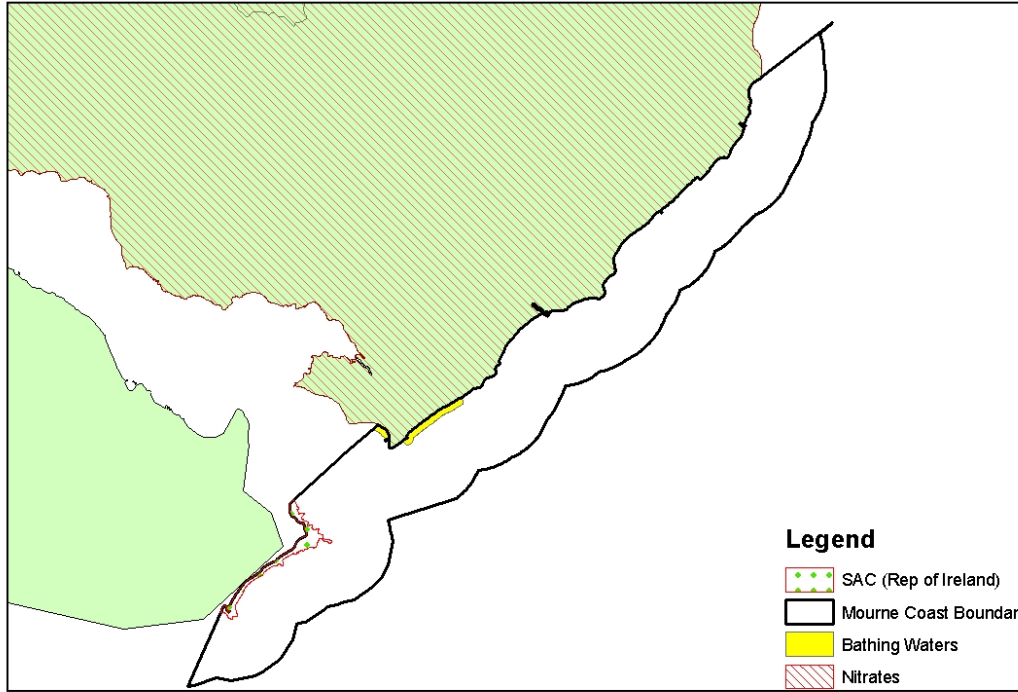 Legend
SAC (Rep of Ireland)
Mourne Coast Boundar
Bathing Waters
Nitrates